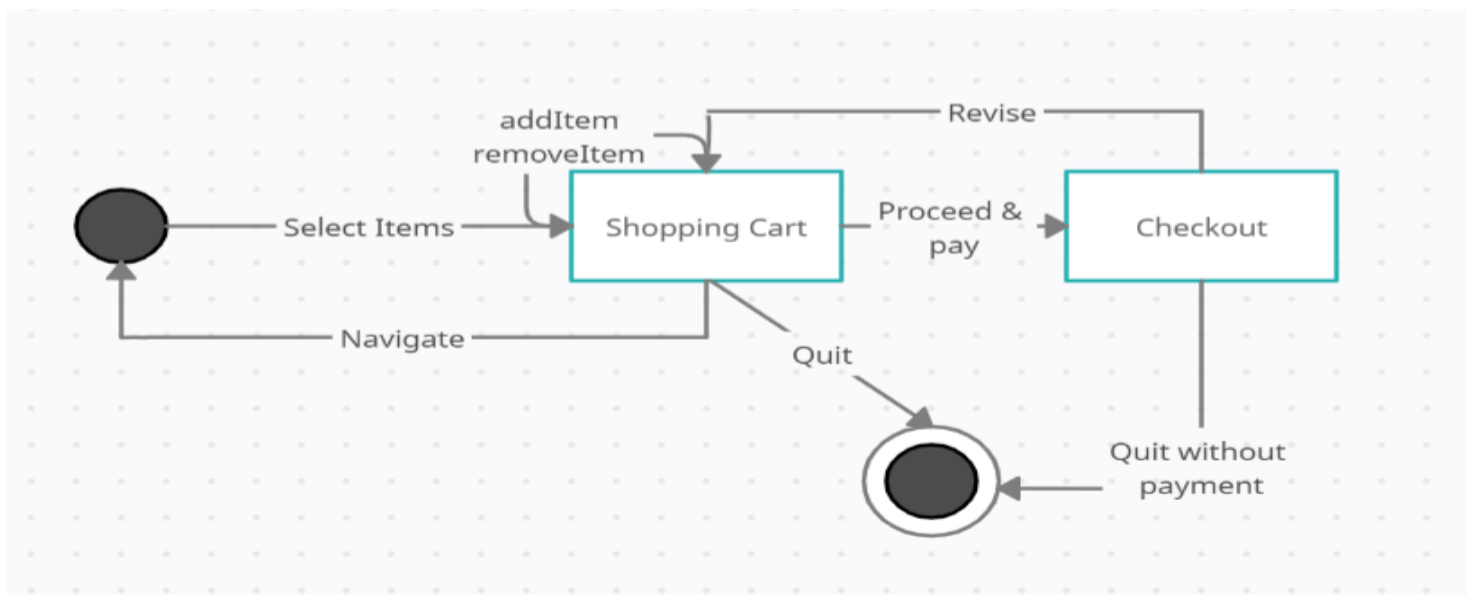 addItem
removeItem
Revise
Select Items
Shopping Cart
Proceed &
pay
Checkout
Navigate
Quit
Quit without
payment